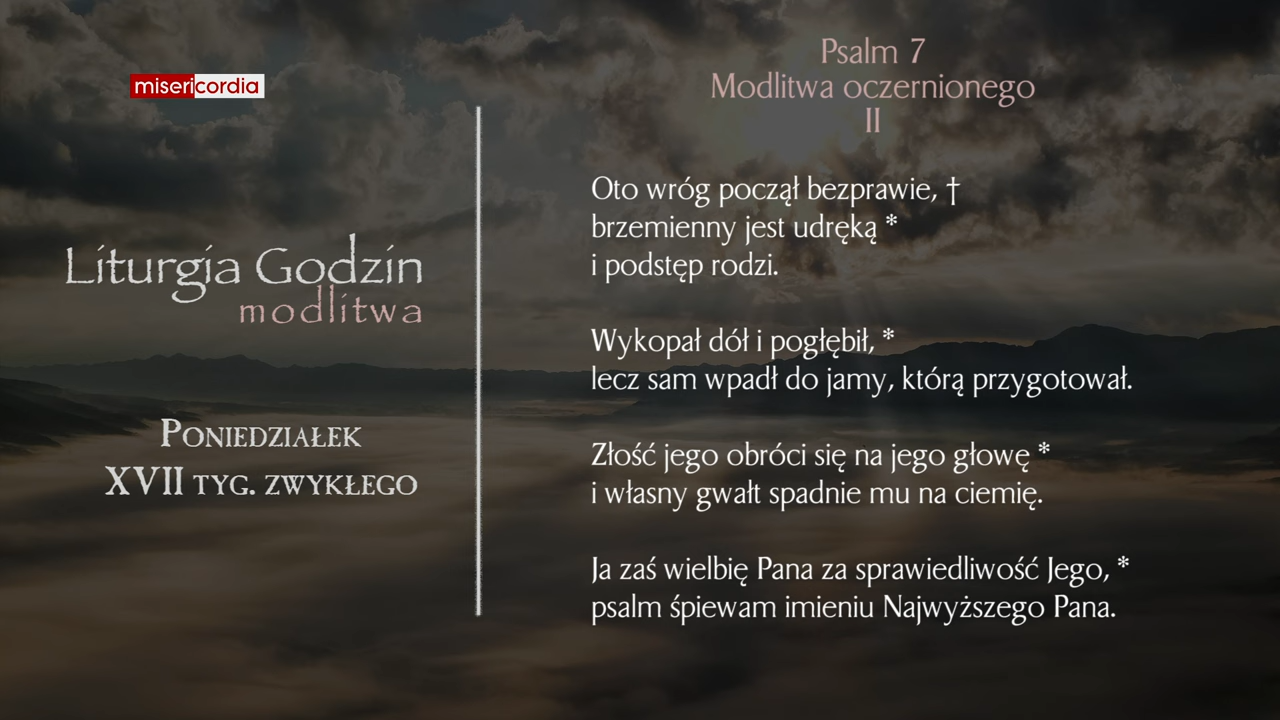 misericordia
Liturgia Godzin
modlitwa
Poniedziałek
XVII tyg. zwykłego
Psalm 7
Modlitwa oczernionego
II
Oto wróg począł bezprawie, †
brzemienny jest udręką *
i podstęp rodzi.
Wykopał dół i pogłębił, *
lecz sam wpadł do jamy, którą przygotował.
Złość jego obróci się na jego głowę *
i własny gwałt spadnie mu na ciemię.
Ja zaś wielbię Pana za sprawiedliwość Jego, *
psalm śpiewam imieniu Najwyższego Pana.